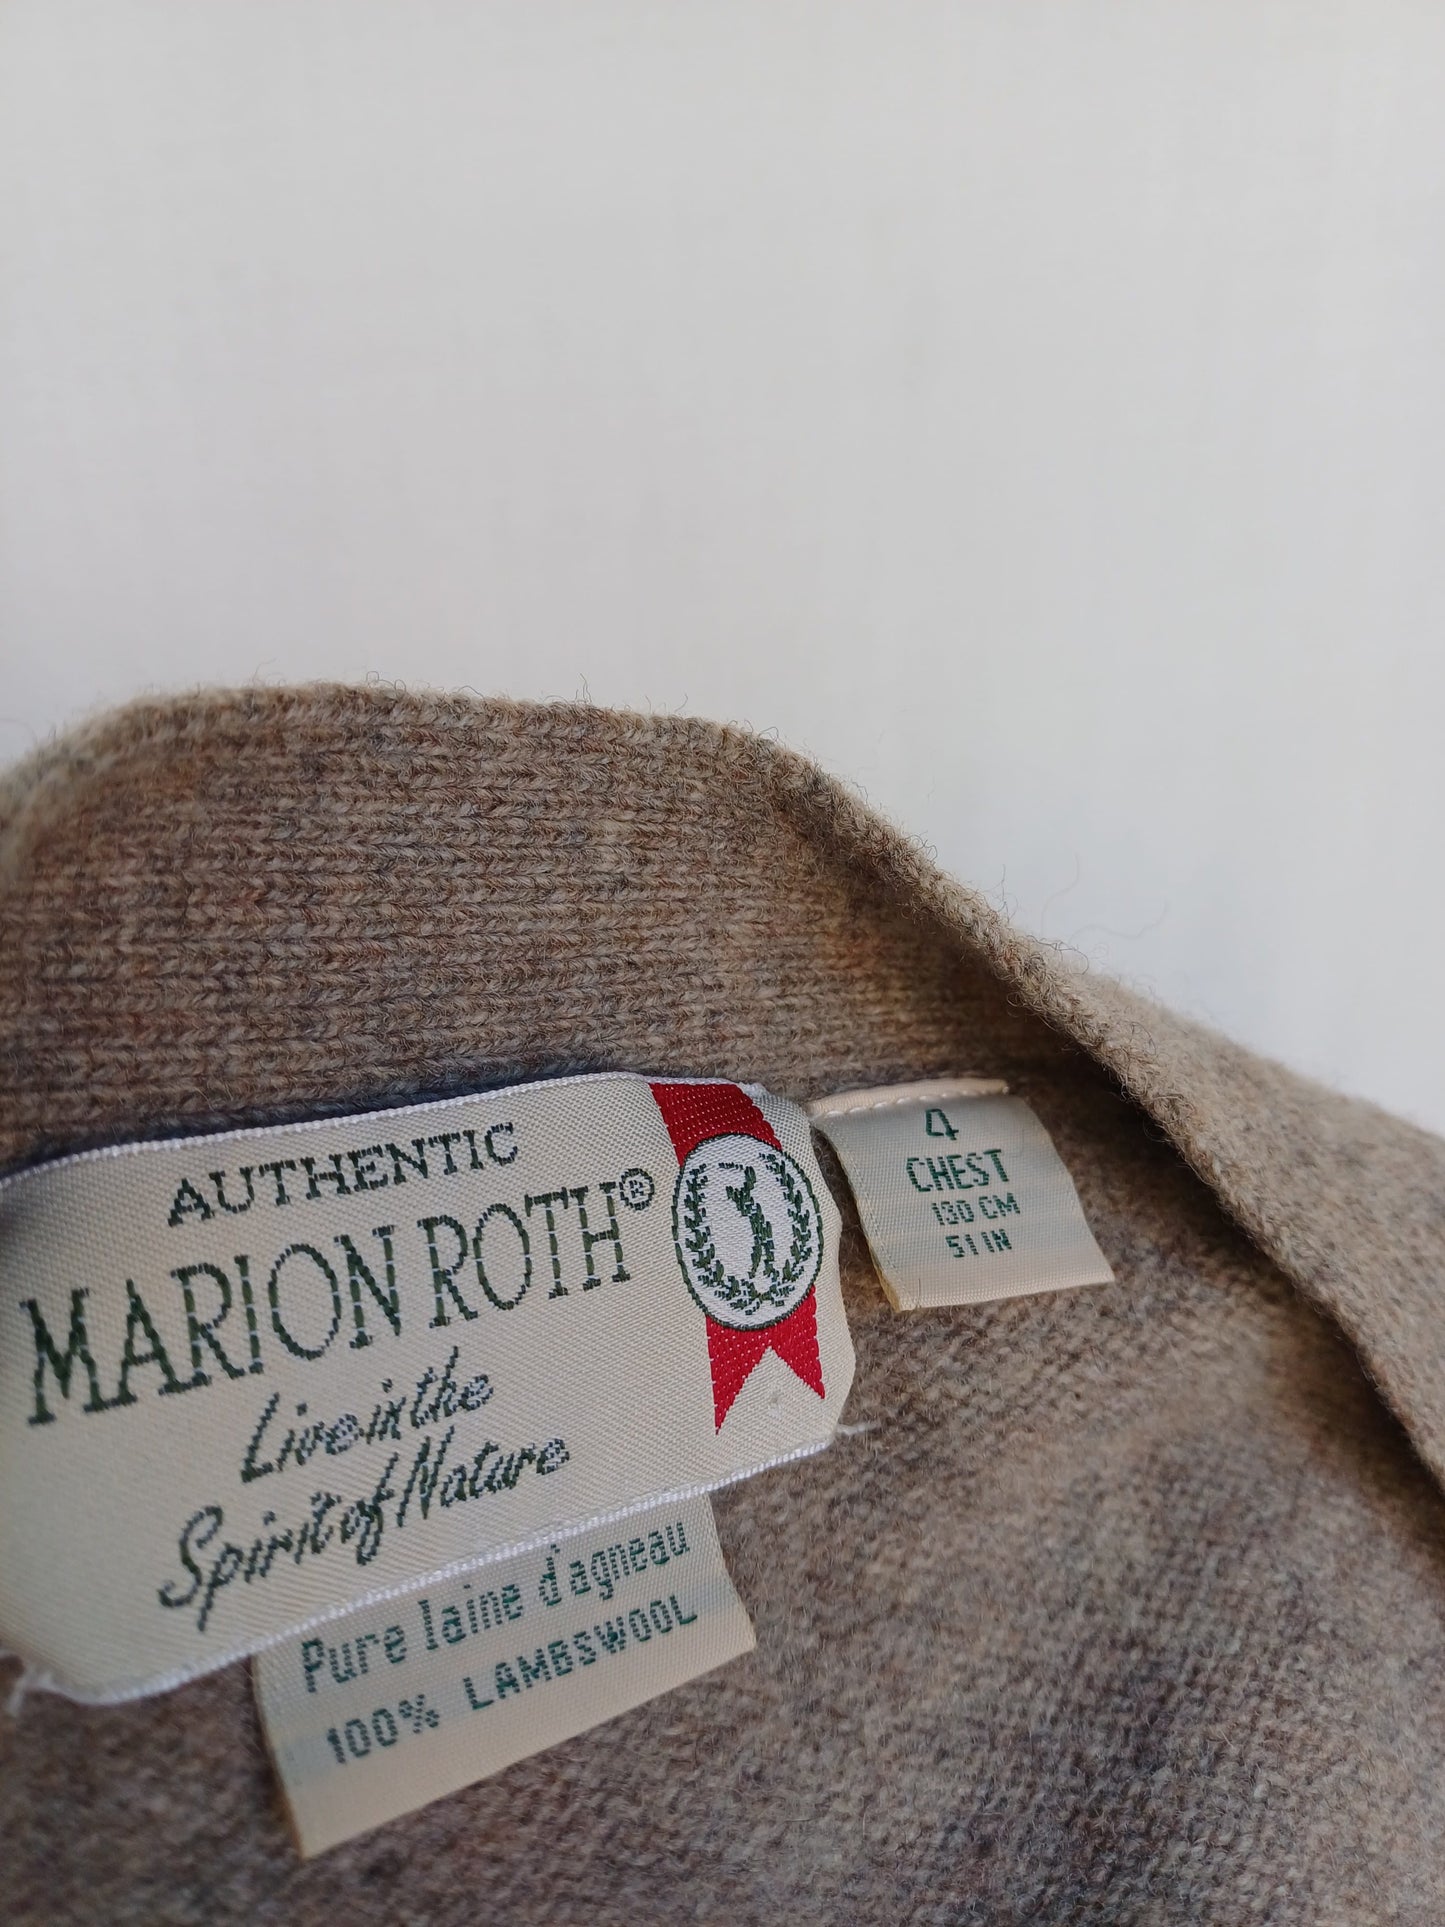 AUTHENTIC
MARION ROTH®
Live in the
Spirit of Nature
Pure laine d'agneau
100% LAMBSWOOL
4
CHEST
130 CM
51 IN